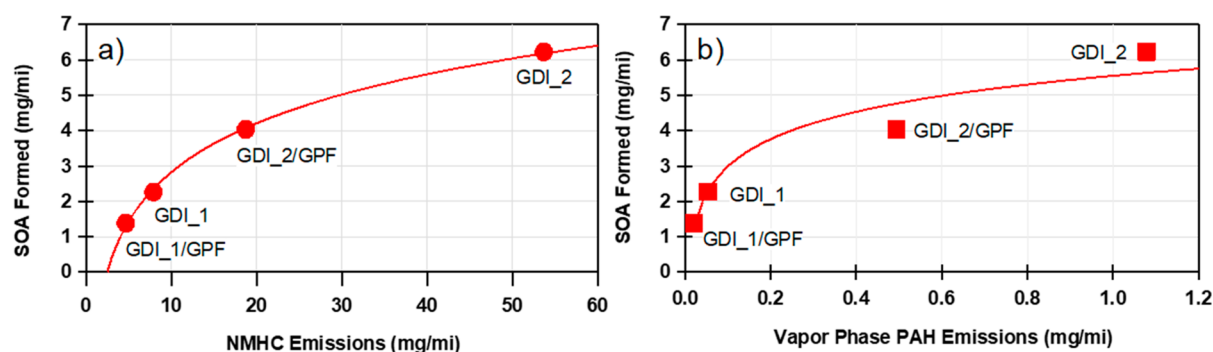 a)
SOA Formed (mg/mi)
7
6
5
4
3
2
1
0
GDI_2
GDI_2/GPF
GDI_1
GDI_1/GPF
0 10 20 30 40 50 60
NMHC Emissions (mg/mi)
b)
SOA Formed (mg/mi)
7
6
5
4
3
2
1
0
GDI_2
GDI_2/GPF
GDI_1
GDI_1/GPF
0.0 0.2 0.4 0.6 0.8 1.0 1.2
Vapor Phase PAH Emissions (mg/mi)